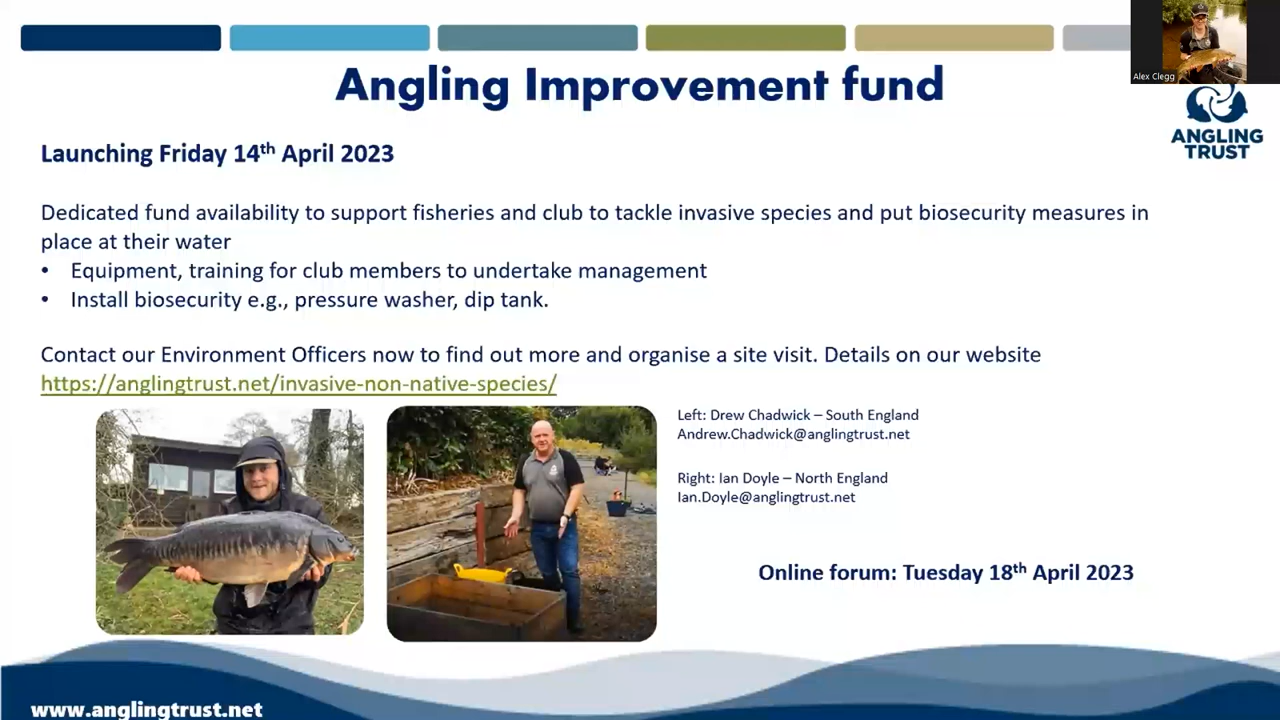 Angling Improvement fund
Alex Clegg
ANGLING
TRUST
Launching Friday 14th April 2023
Dedicated fund availability to support fisheries and club to tackle invasive species and put biosecurity measures in
place at their water
• Equipment, training for club members to undertake management
• Install biosecurity e.g., pressure washer, dip tank.
Contact our Environment Officers now to find out more and organise a site visit. Details on our website
https://anglingtrust.net/invasive-non-native-species/
Left: Drew Chadwick – South England
Andrew.Chadwick@anglingtrust.net
Right: Ian Doyle – North England
Ian.Doyle@anglingtrust.net
Online forum: Tuesday 18th April 2023
www.anglingtrust.net